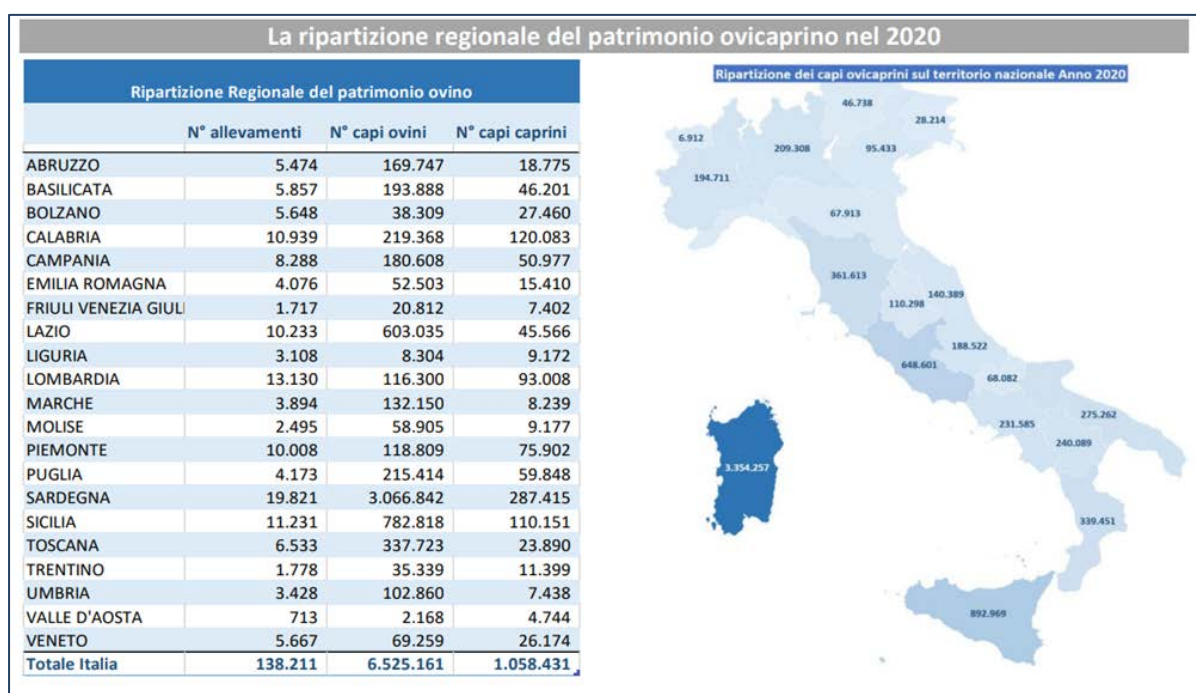 La ripartizione regionale del patrimonio ovicaprino nel 2020
Ripartizione Regionale del patrimonio ovino
N° allevamenti N° capi ovini N° capi caprini
ABRUZZO 5.474 169.747 18.775
BASILICATA 5.857 193.888 46.201
BOLZANO 5.648 38.309 27.460
CALABRIA 10.939 219.368 120.083
CAMPANIA 8.288 180.608 50.977
EMILIA ROMAGNA 4.076 52.503 15.410
FRIULI VENEZIA GIULI 1.717 20.812 7.402
LAZIO 10.233 603.035 45.566
LIGURIA 3.108 8.304 9.172
LOMBARDIA 13.130 116.300 93.008
MARCHE 3.894 132.150 8.239
MOLISE 2.495 58.905 9.177
PIEMONTE 10.008 118.809 75.902
PUGLIA 4.173 215.414 59.848
SARDEGNA 19.821 3.066.842 287.415
SICILIA 11.231 782.818 110.151
TOSCANA 6.533 337.723 23.890
TRENTINO 1.778 35.339 11.399
UMBRIA 3.428 102.860 7.438
VALLE D'AOSTA 713 2.168 4.744
VENETO 5.667 69.259 26.174
Totale Italia 138.211 6.525.161 1.058.431
Ripartizione dei capi ovicaprini sul territorio nazionale Anno 2020
46.738
28.214
6.912
209.308
95.433
194.711
67.913
361.613
140.389
110.298
188.522
648.601
68.082
275.262
231.585
240.089
3.354.257
339.451
892.969